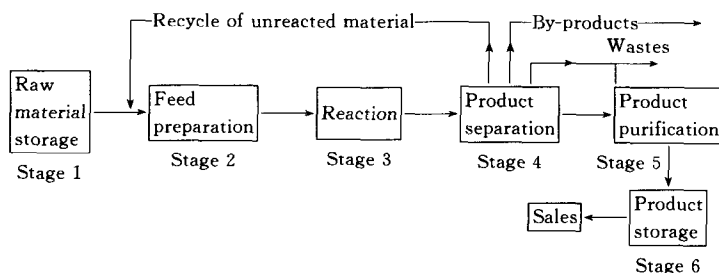 Recycle of unreacted material
By-products
Wastes
Raw
material
storage
Stage 1
Feed
preparation
Stage 2
Reaction
Stage 3
Product
separation
Stage 4
Product
purification
Stage 5
Sales
Product
storage
Stage 6